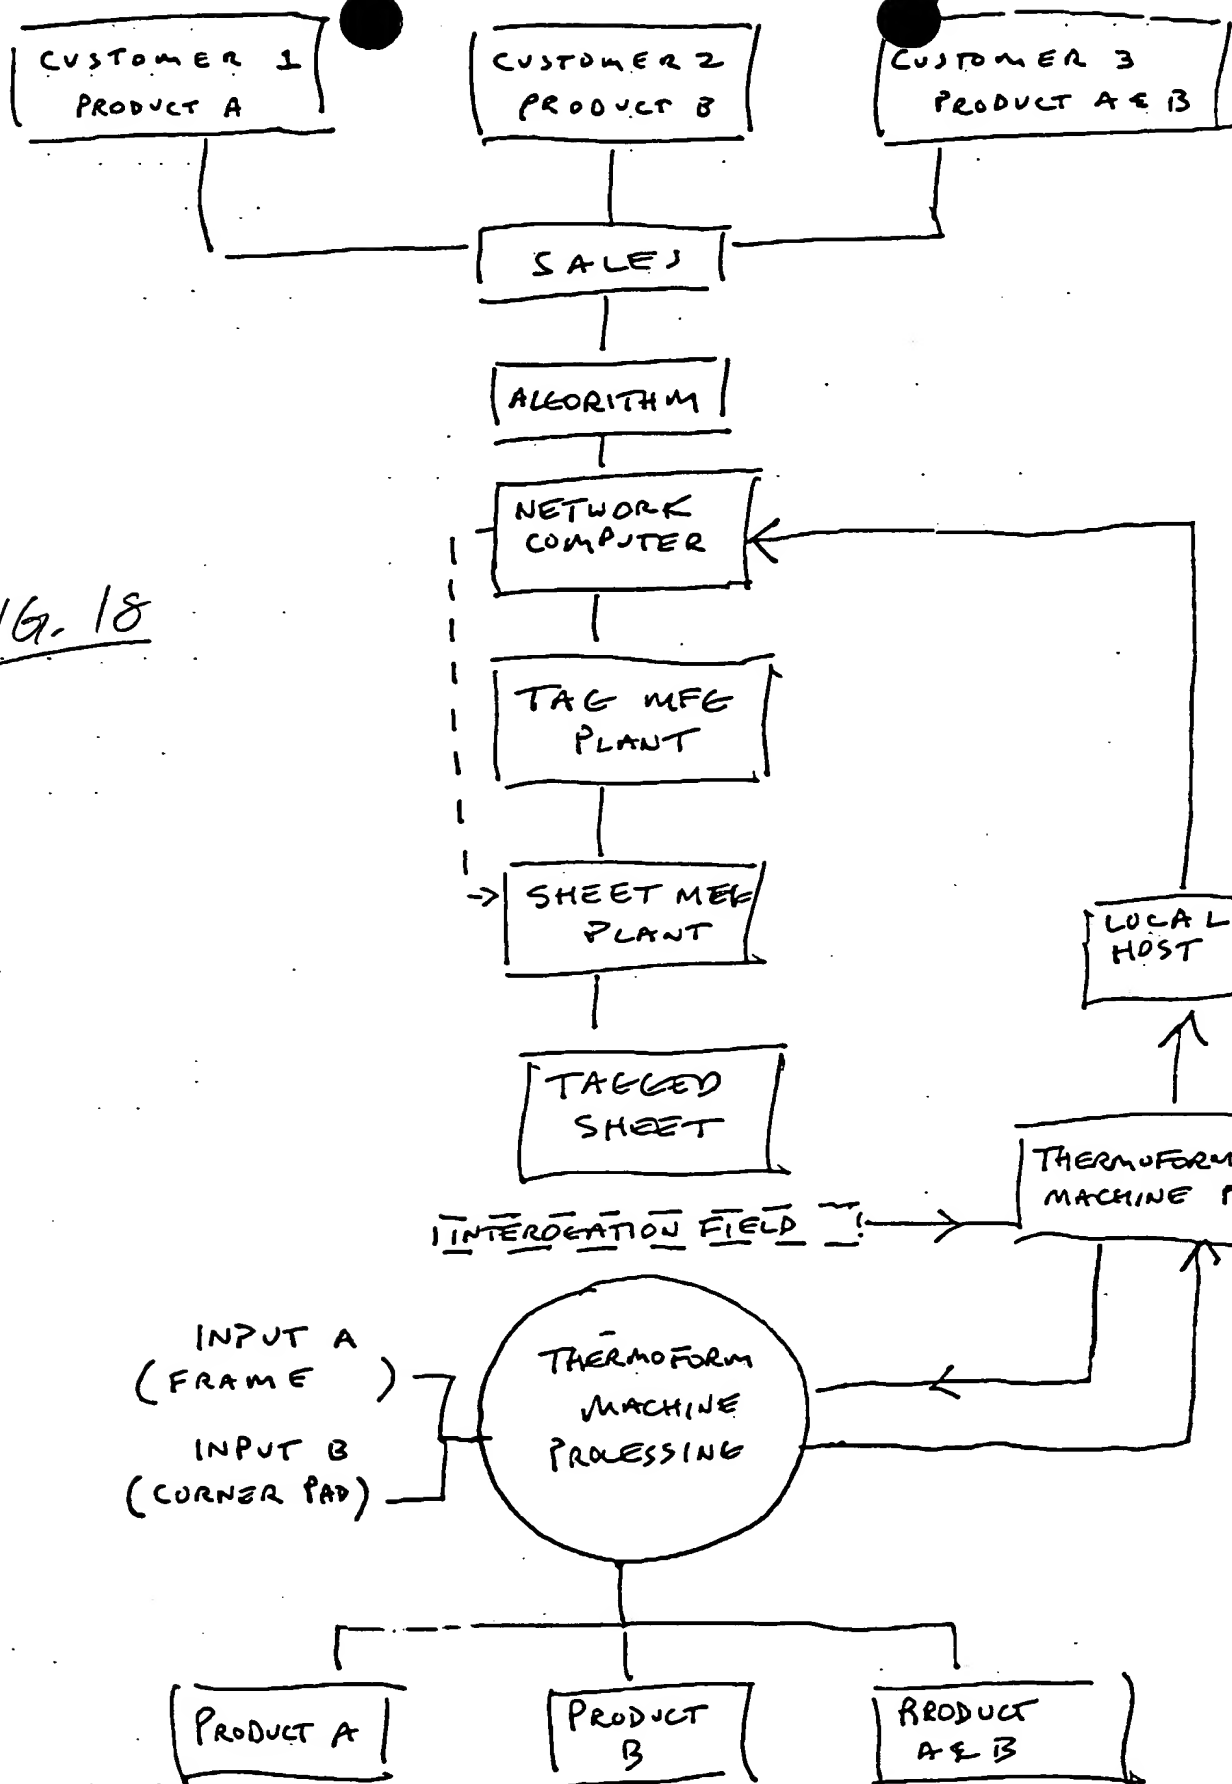 CUSTOMER 1
PRODUCT A
CUSTOMER 2
PRODUCT B
CUSTOMER 3
PRODUCT A & B
SALES
ALGORITHM
NETWORK
COMPUTER
IG. 18
TAG MFG
PLANT
SHEET MFG
PLANT
LOCAL
HOST
TAGGED
SHEET
THERMOFORM
MACHINE P
INTEROGATION FIELD
INPUT A
(FRAME)
INPUT B
(CORNER PAD)
THERMOFORM
MACHINE
PROCESSING
PRODUCT A
PRODUCT
B
PRODUCT
A & B